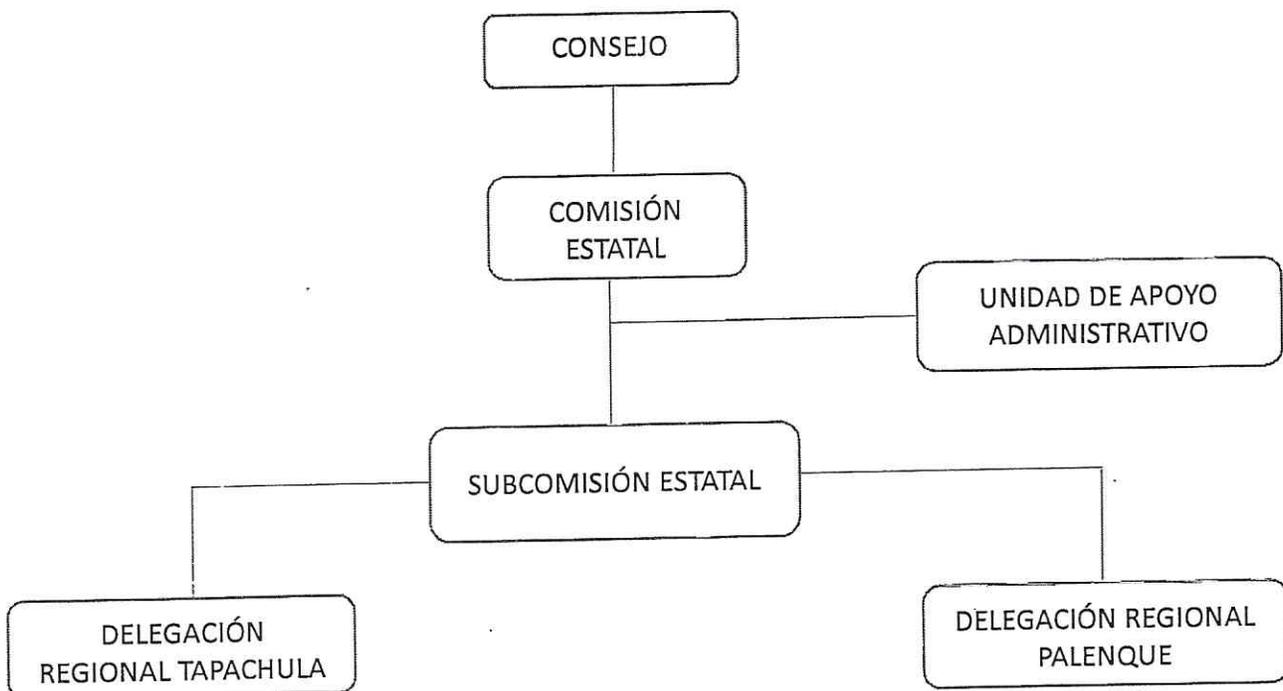 CONSEJO
COMISIÓN
ESTATAL
UNIDAD DE APOYO
ADMINISTRATIVO
SUBCOMISIÓN ESTATAL
DELEGACIÓN
REGIONAL TAPACHULA
DELEGACIÓN REGIONAL
PALENQUE